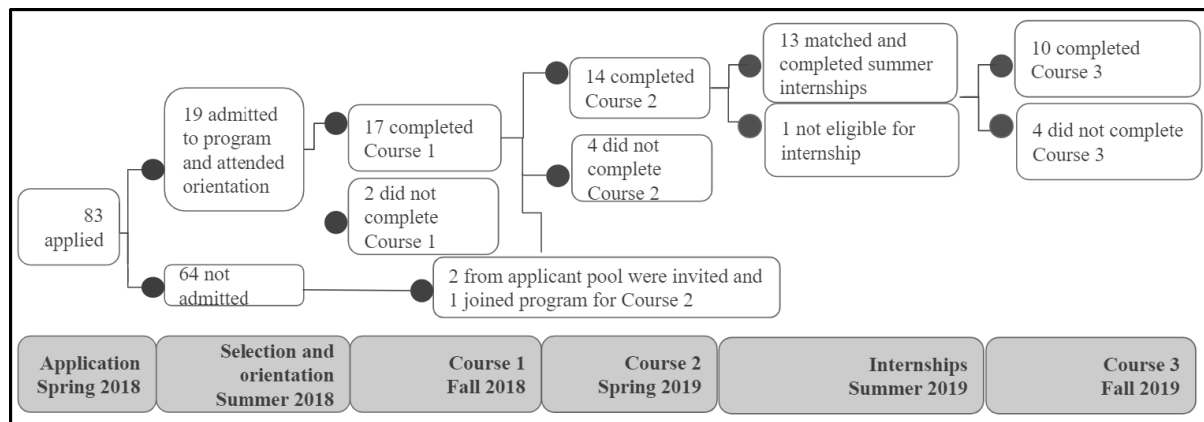 83
applied
19 admitted
to program
and attended
orientation
64 not
admitted
17 completed
Course 1
2 did not
complete
Course 1
2 from applicant pool were invited and
1 joined program for Course 2
14 completed
Course 2
4 did not
complete
Course 2
13 matched and
completed summer
internships
1 not eligible for
internship
10 completed
Course 3
4 did not complete
Course 3
Application
Spring 2018
Selection and
orientation
Summer 2018
Course 1
Fall 2018
Course 2
Spring 2019
Internships
Summer 2019
Course 3
Fall 2019